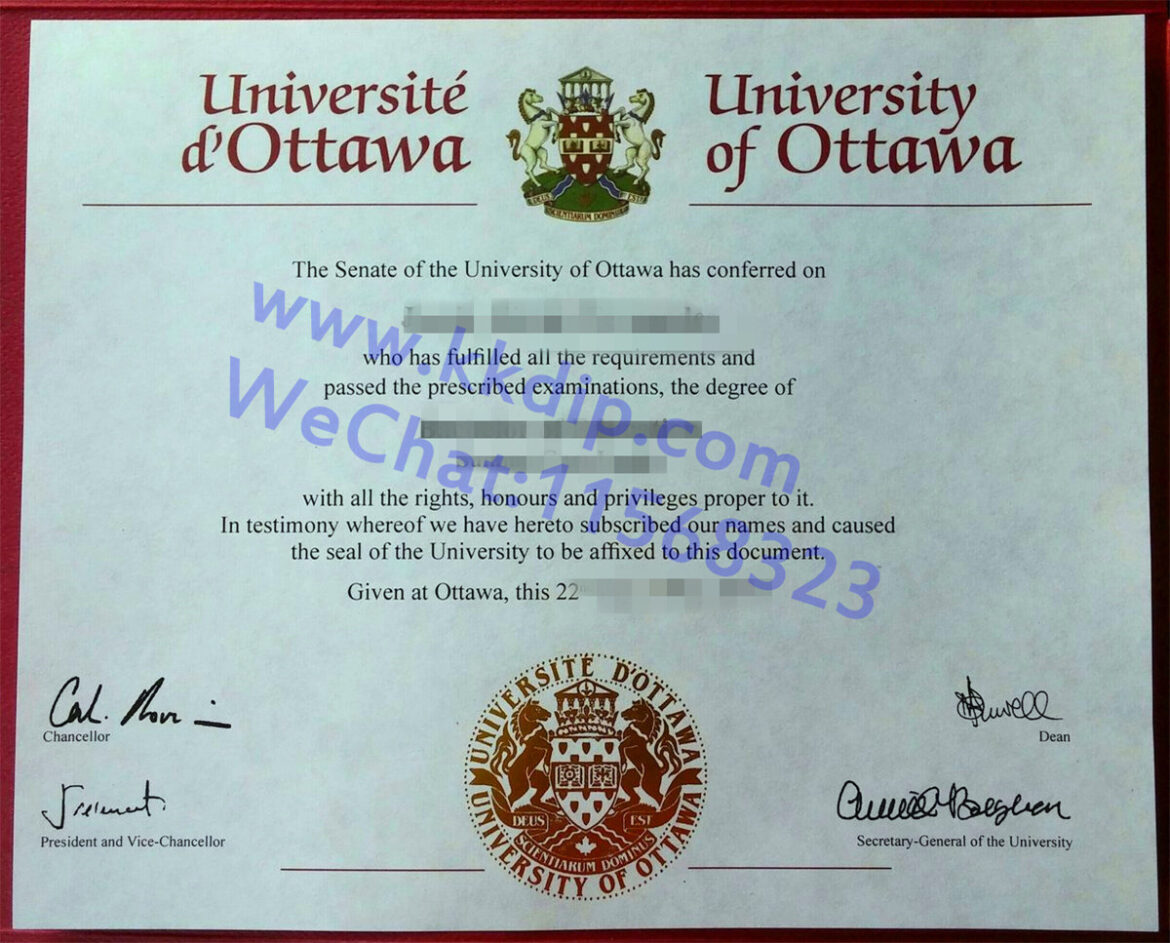 Université
d'Ottawa
University
of Ottawa
DEUS EST
SCIENTIARUM DOMINUS
The Senate of the University of Ottawa has conferred on
who has fulfilled all the requirements and
passed the prescribed examinations, the degree of
with all the rights, honours and privileges proper to it.
In testimony whereof we have hereto subscribed our names and caused
the seal of the University to be affixed to this document.
Given at Ottawa, this 22
www.kkdip.com
WeChat:11568323
UNIVERSITÉ D'OTTAWA
DEUS EST
SCIENTIARUM DOMINUS
UNIVERSITY OF OTTAWA
Chancellor
Dean
President and Vice-Chancellor
Secretary-General of the University